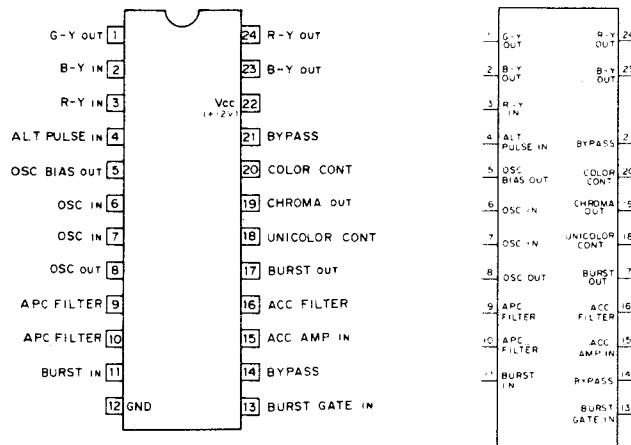 G-Y OUT 1 24 R-Y OUT
B-Y IN 2 23 B-Y OUT
R-Y IN 3 Vcc 22
(+12V)
ALT PULSE IN 4 21 BYPASS
OSC BIAS OUT 5 20 COLOR CONT
OSC IN 6 19 CHROMA OUT
OSC IN 7 18 UNICOLOR CONT
OSC OUT 8 17 BURST OUT
APC FILTER 9 16 ACC FILTER
APC FILTER 10 15 ACC AMP IN
BURST IN 11 14 BYPASS
12 GND 13 BURST GATE IN
1 G-Y R-Y 24
OUT OUT
2 B-Y B-Y 23
OUT OUT
3 R-Y
IN
4 ALT
PULSE IN BYPASS 2
5 OSC COLOR 20
BIAS OUT CONT
6 OSC IN CHROMA 19
OUT
7 OSC IN UNICOLOR 18
CONT
8 OSC OUT BURST 7
OUT
9 APC ACC 16
FILTER FILTER
10 APC ACC 15
FILTER AMP IN
11 BURST BYPASS 14
IN
BURST 13
GATE IN